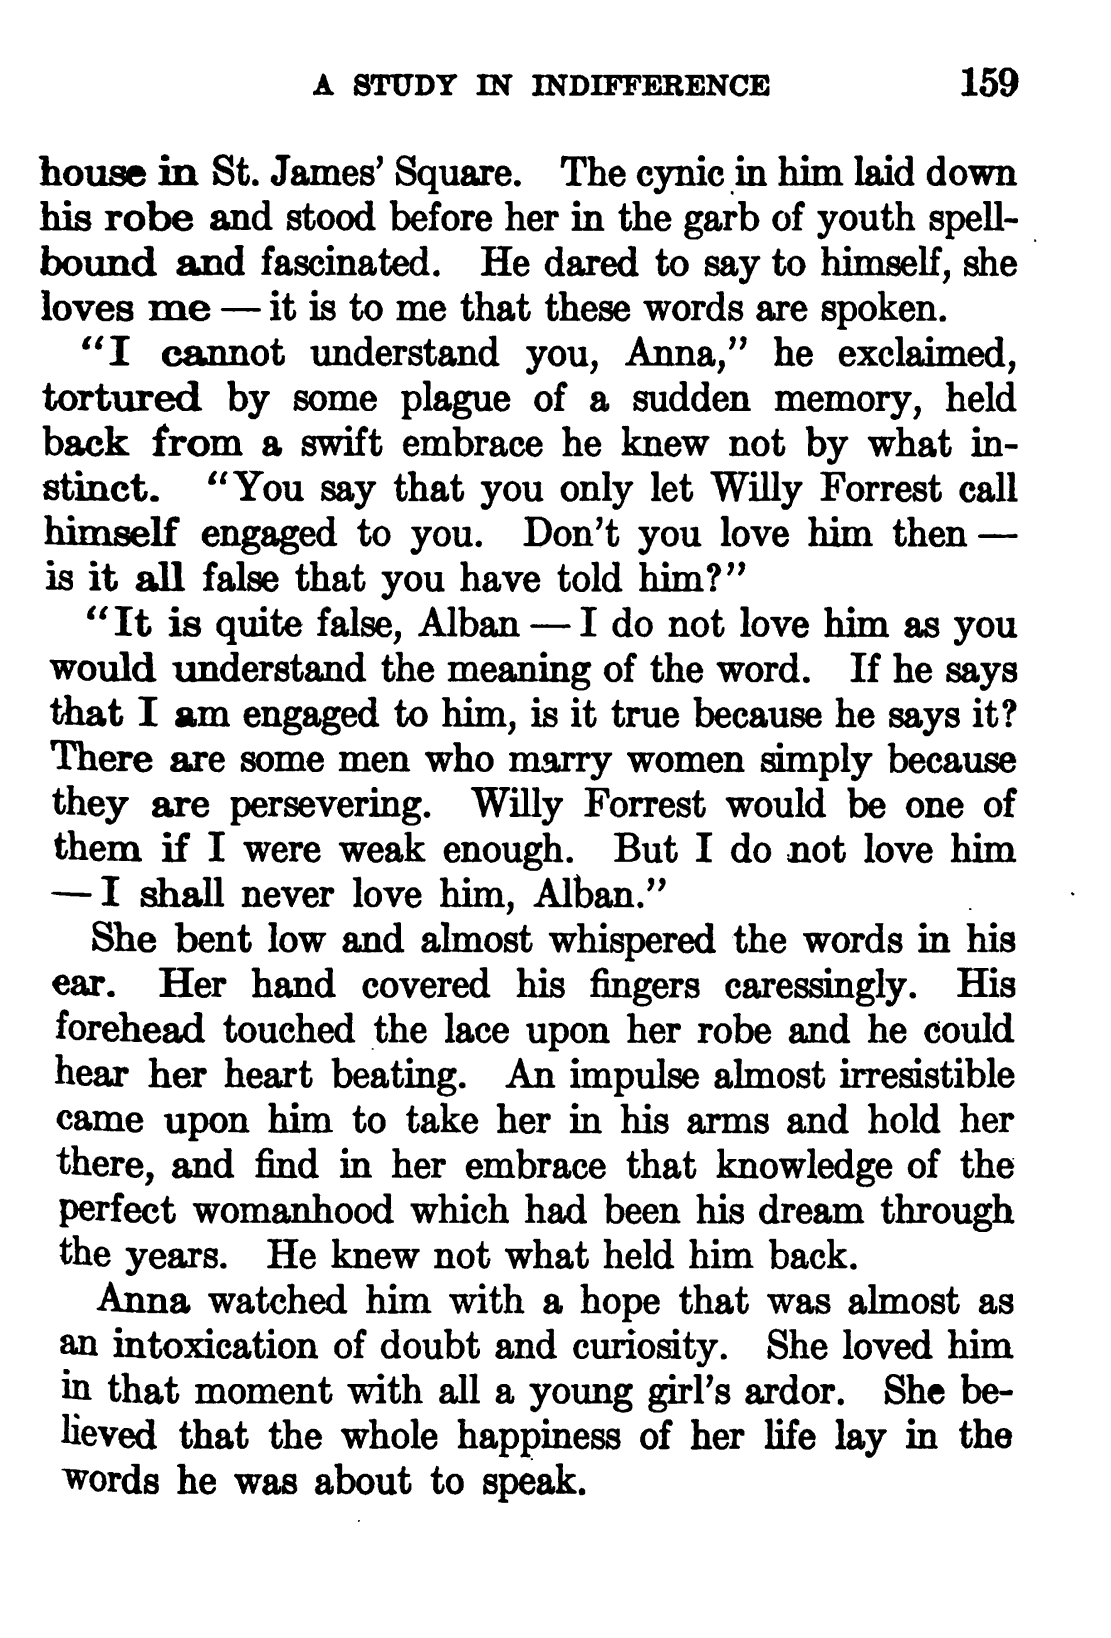 A STUDY IN INDIFFERENCE 159
house in St. James' Square. The cynic in him laid down
his robe and stood before her in the garb of youth spell-
bound and fascinated. He dared to say to himself, she
loves me — it is to me that these words are spoken.
"I cannot understand you, Anna," he exclaimed,
tortured by some plague of a sudden memory, held
back from a swift embrace he knew not by what in-
stinct. "You say that you only let Willy Forrest call
himself engaged to you. Don't you love him then —
is it all false that you have told him?"
"It is quite false, Alban — I do not love him as you
would understand the meaning of the word. If he says
that I am engaged to him, is it true because he says it?
There are some men who marry women simply because
they are persevering. Willy Forrest would be one of
them if I were weak enough. But I do not love him
— I shall never love him, Alban."
She bent low and almost whispered the words in his
ear. Her hand covered his fingers caressingly. His
forehead touched the lace upon her robe and he could
hear her heart beating. An impulse almost irresistible
came upon him to take her in his arms and hold her
there, and find in her embrace that knowledge of the
perfect womanhood which had been his dream through
the years. He knew not what held him back.
Anna watched him with a hope that was almost as
an intoxication of doubt and curiosity. She loved him
in that moment with all a young girl's ardor. She be-
lieved that the whole happiness of her life lay in the
words he was about to speak.